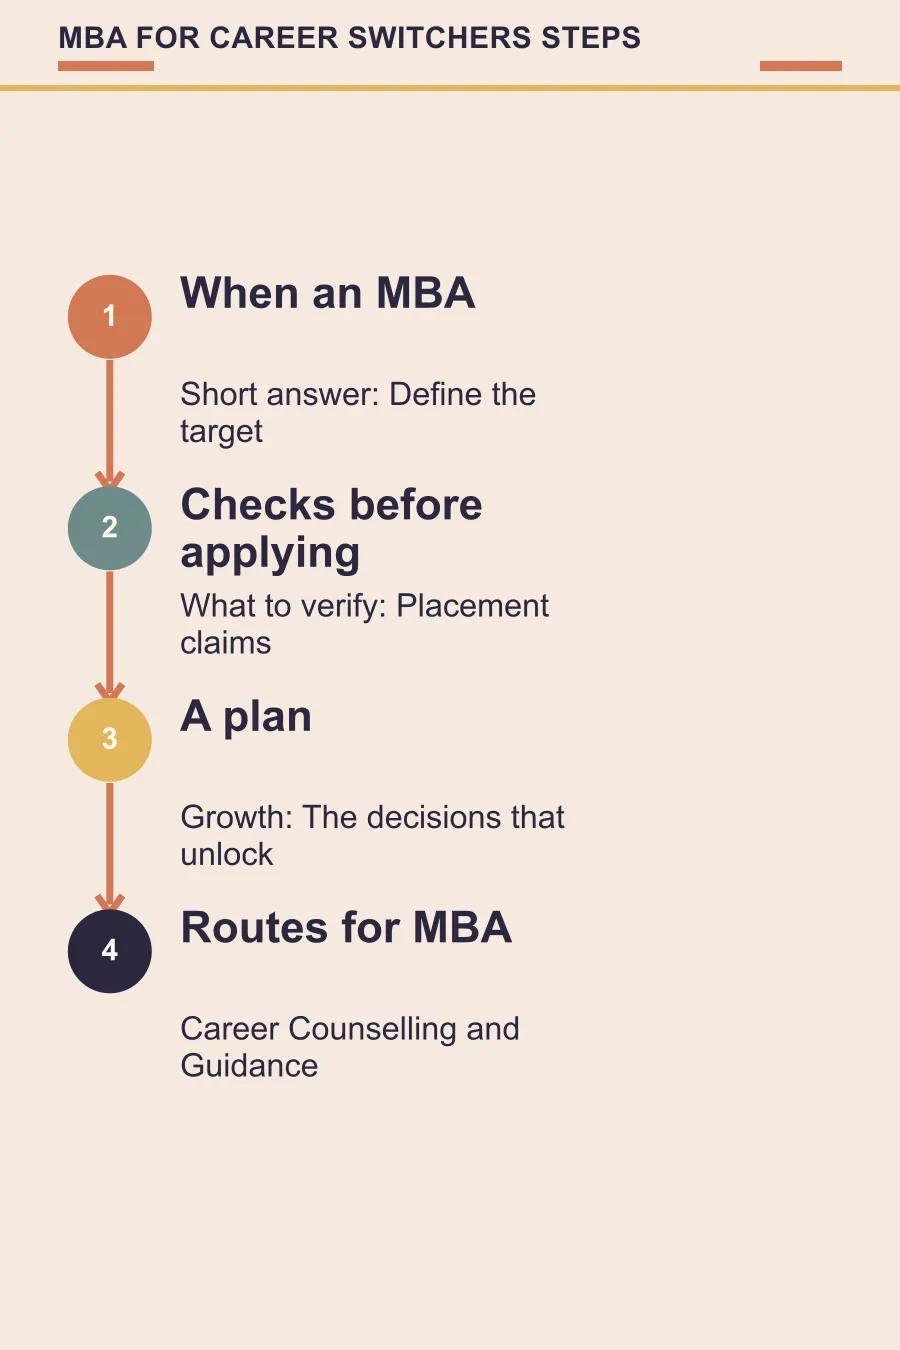 MBA FOR CAREER SWITCHERS STEPS
1
When an MBA
Short answer: Define the
target
2
Checks before
applying
What to verify: Placement
claims
3
A plan
Growth: The decisions that
unlock
4
Routes for MBA
Career Counselling and
Guidance